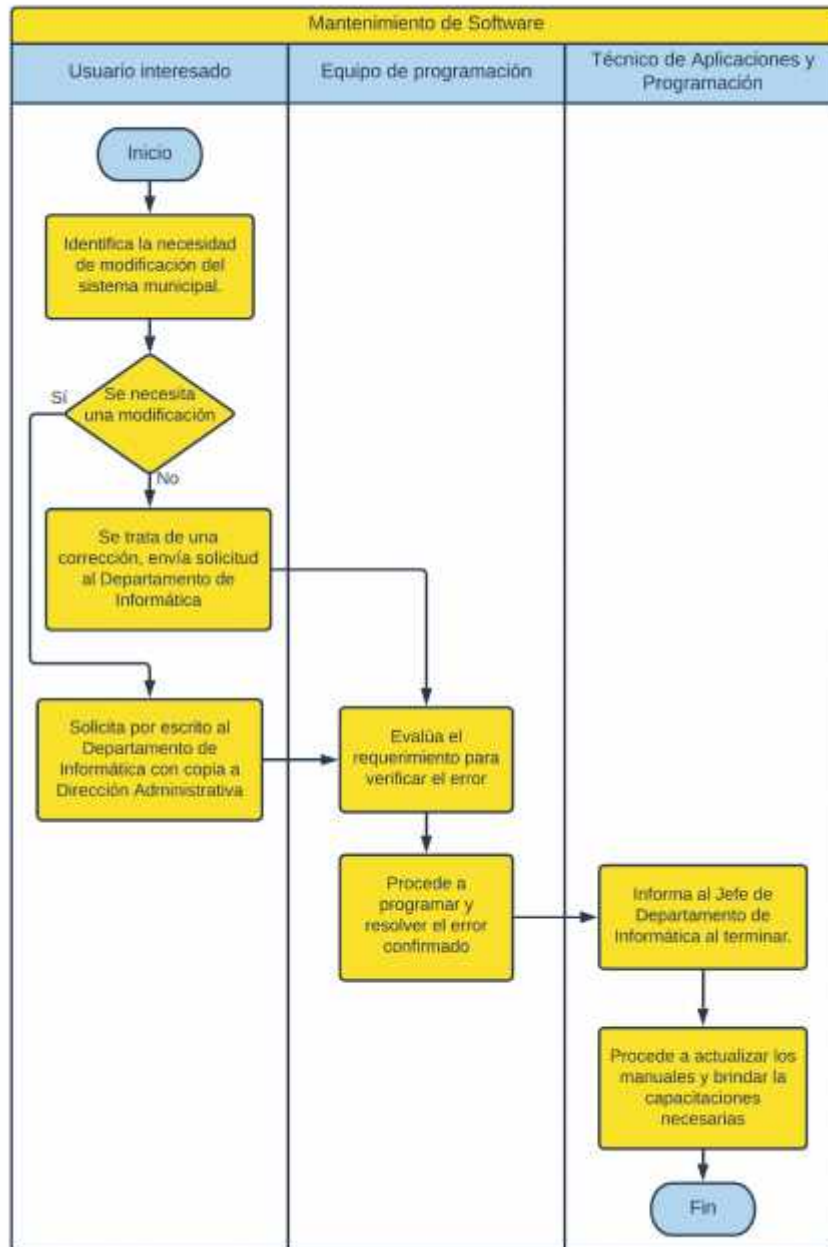 Mantenimiento de Software
Usuario interesado
Equipo de programación
Técnico de Aplicaciones y
Programación
Inicio
Identifica la necesidad
de modificación del
sistema municipal.
Se necesita
una modificación
Sí
No
Se trata de una
corrección, envía solicitud
al Departamento de
Informática
Solicita por escrito al
Departamento de
Informática con copia a
Dirección Administrativa
Evalúa el
requerimiento para
verificar el error
Procede a
programar y
resolver el error
confirmado
Informa al Jefe de
Departamento de
Informática al terminar.
Procede a actualizar los
manuales y brindar la
capacitaciones
necesarias
Fin